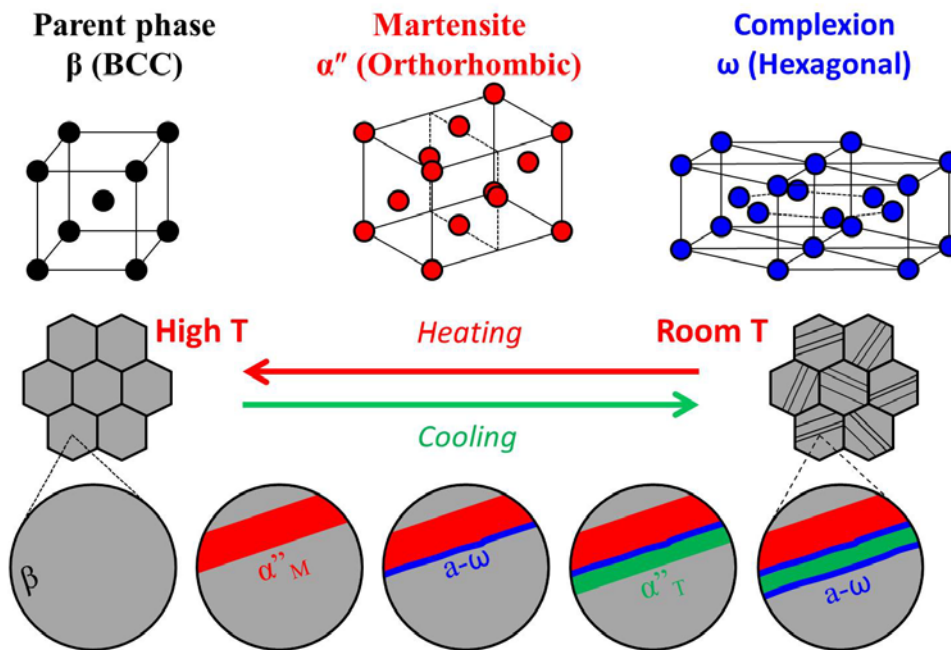 Parent phase
β (BCC)
Martensite
α″ (Orthorhombic)
Complexion
ω (Hexagonal)
High T
Heating
Room T
Cooling
β
α”M
a-ω
α”T
a-ω